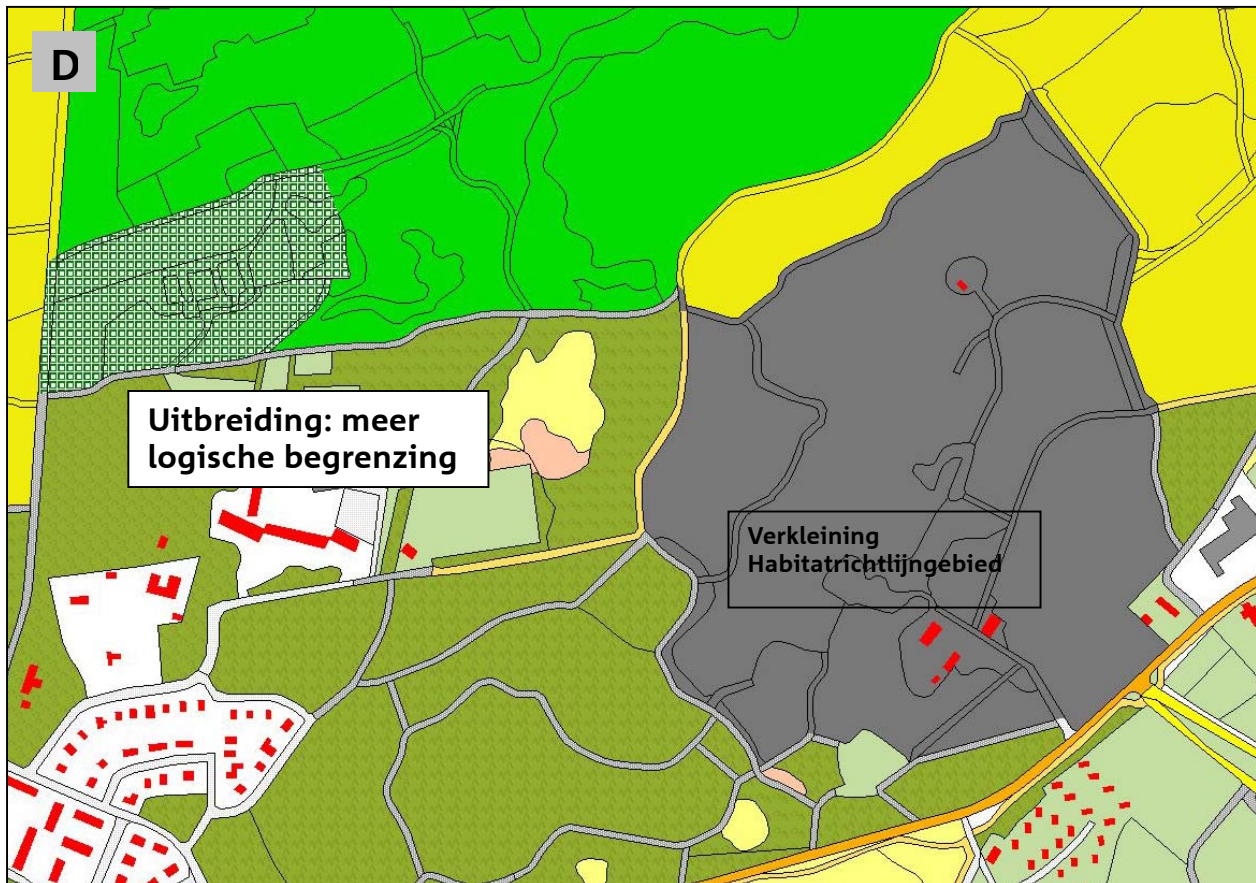 D
Uitbreiding: meer
logische begrenzing
Verkleining
Habitatrichtlijngebied